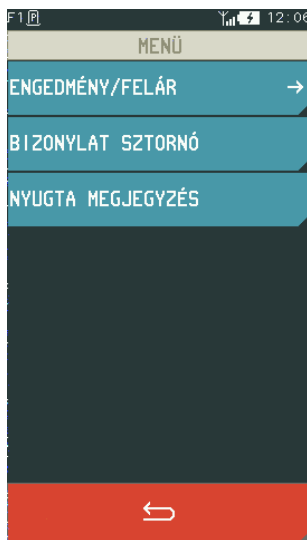 F1 P 12:06
MENÜ
ENGEDMÉNY/FELÁR
BIZONYLAT SZTORNÓ
NYUGTA MEGJEGYZÉS